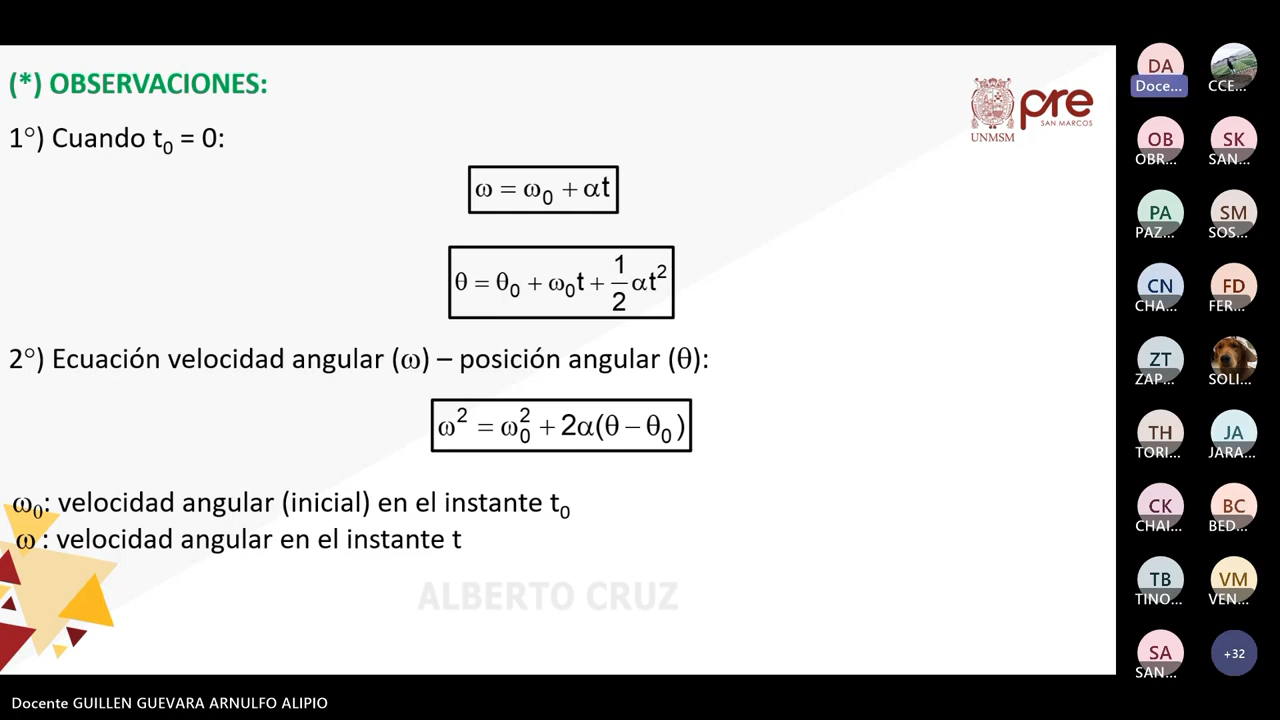 (*) OBSERVACIONES:
pre
SAN MARCOS
UNMSM
1°) Cuando t₀ = 0:
ω = ω₀ + αt
θ = θ₀ + ω₀t + 1/2 αt²
2°) Ecuación velocidad angular (ω) – posición angular (θ):
ω² = ω₀² + 2α(θ – θ₀)
ω₀: velocidad angular (inicial) en el instante t₀
ω : velocidad angular en el instante t
ALBERTO CRUZ
Docente GUILLEN GUEVARA ARNULFO ALIPIO
DA
Doce...
CCE...
OB SK
OBR... SAN...
PA SM
PAZ... SOS...
CN FD
CHA... FER...
ZT
ZAP... SOLI...
TH JA
TORI... JARA...
CK BC
CHAI... BED...
TB VM
TINO... VEN...
SA +32
SAN...